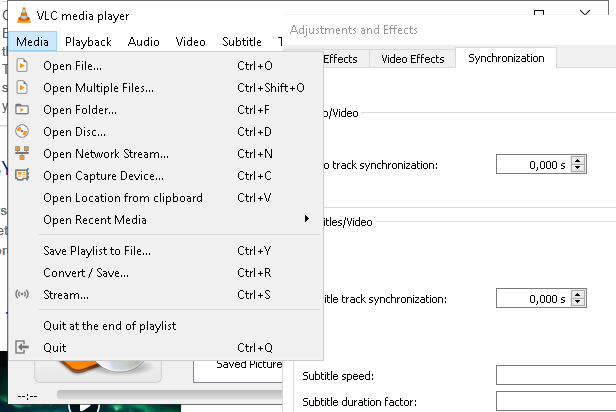 VLC media player
Adjustments and Effects
Media Playback Audio Video Subtitle T
Effects Video Effects Synchronization
Open File... Ctrl+O
Open Multiple Files... Ctrl+Shift+O
Open Folder... Ctrl+F
Open Disc... Ctrl+D
Open Network Stream... Ctrl+N
Open Capture Device... Ctrl+C
Open Location from clipboard Ctrl+V
Open Recent Media
Save Playlist to File... Ctrl+Y
Convert / Save... Ctrl+R
Stream... Ctrl+S
Quit at the end of playlist
Quit Ctrl+Q
o/Video
o track synchronization: 0,000 s
titles/Video
title track synchronization: 0,000 s
Saved Picture
Subtitle speed:
--:--
Subtitle duration factor: